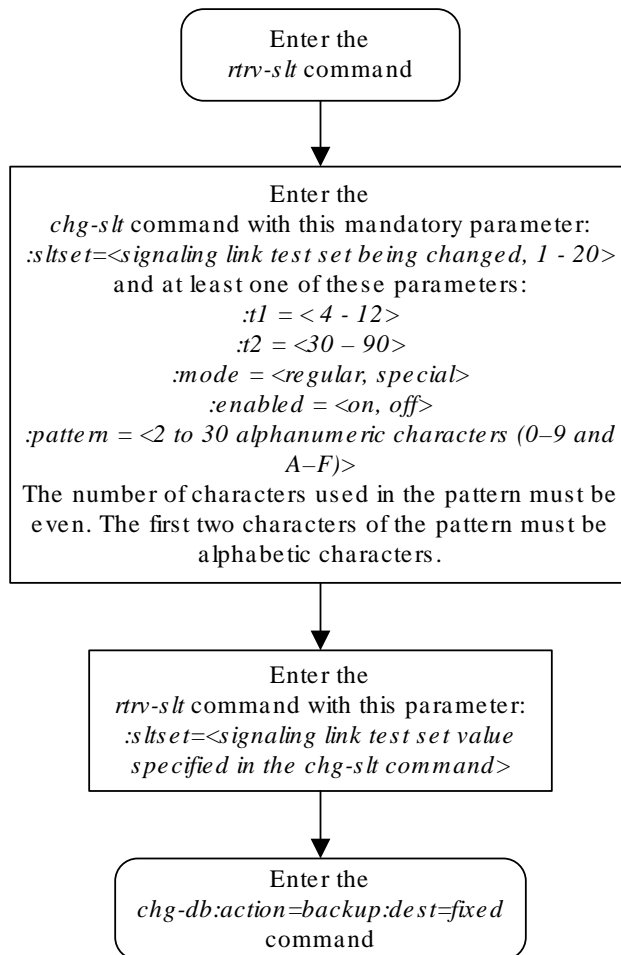 Enter the
rtrv-slt command
Enter the
chg-slt command with this mandatory parameter:
:sltset=<signaling link test set being changed, 1 - 20>
and at least one of these parameters:
:t1 = < 4 - 12>
:t2 = <30 – 90>
:mode = <regular, special>
:enabled = <on, off>
:pattern = <2 to 30 alphanumeric characters (0–9 and
A–F)>
The number of characters used in the pattern must be
even. The first two characters of the pattern must be
alphabetic characters.
Enter the
rtrv-slt command with this parameter:
:sltset=<signaling link test set value
specified in the chg-slt command>
Enter the
chg-db:action=backup:dest=fixed
command